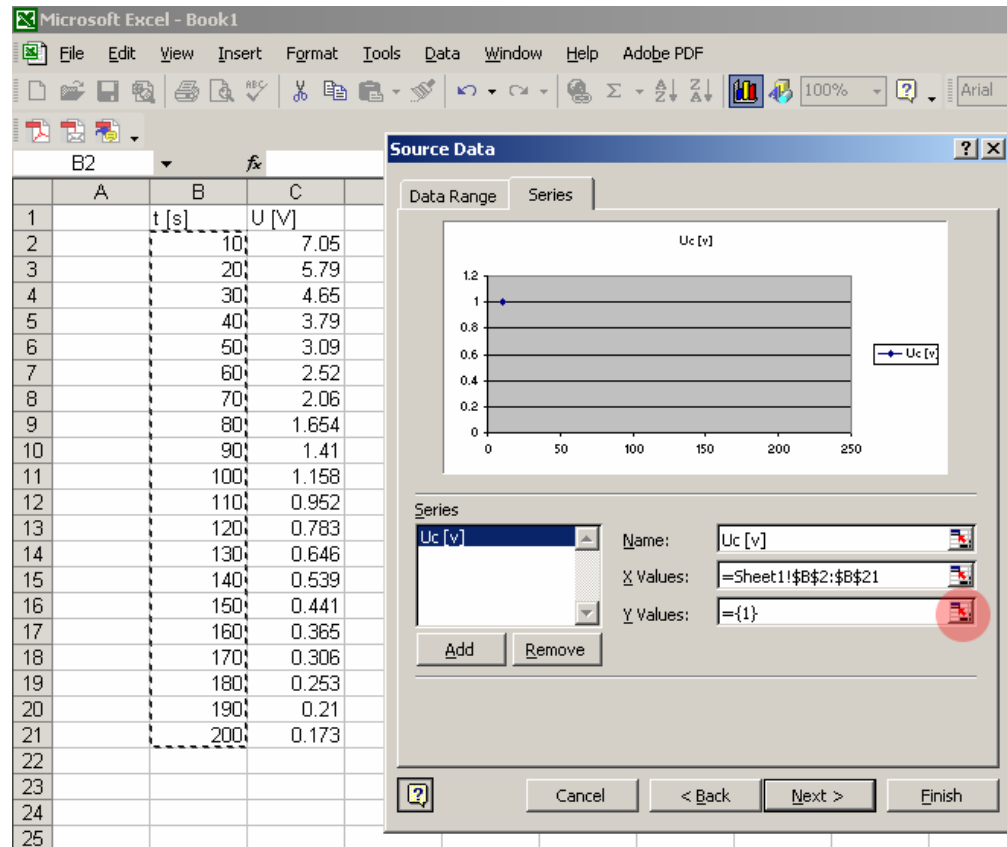 Microsoft Excel - Book1
File Edit View Insert Format Tools Data Window Help Adobe PDF
ABC Σ A Z Z A 100% ? Arial
B2 fx
A B C
1 t [s] U [V]
2 10 7.05
3 20 5.79
4 30 4.65
5 40 3.79
6 50 3.09
7 60 2.52
8 70 2.06
9 80 1.654
10 90 1.41
11 100 1.158
12 110 0.952
13 120 0.783
14 130 0.646
15 140 0.539
16 150 0.441
17 160 0.365
18 170 0.306
19 180 0.253
20 190 0.21
21 200 0.173
22
23
24
25
Source Data ? X
Data Range Series
Uc [v]
1.2
1
0.8
0.6
0.4
0.2
0
0 50 100 150 200 250
Uc [v]
Series
Uc [v]
Name: Uc [v]
X Values: =Sheet1!$B$2:$B$21
Y Values: ={1}
Add Remove
? Cancel < Back Next > Finish